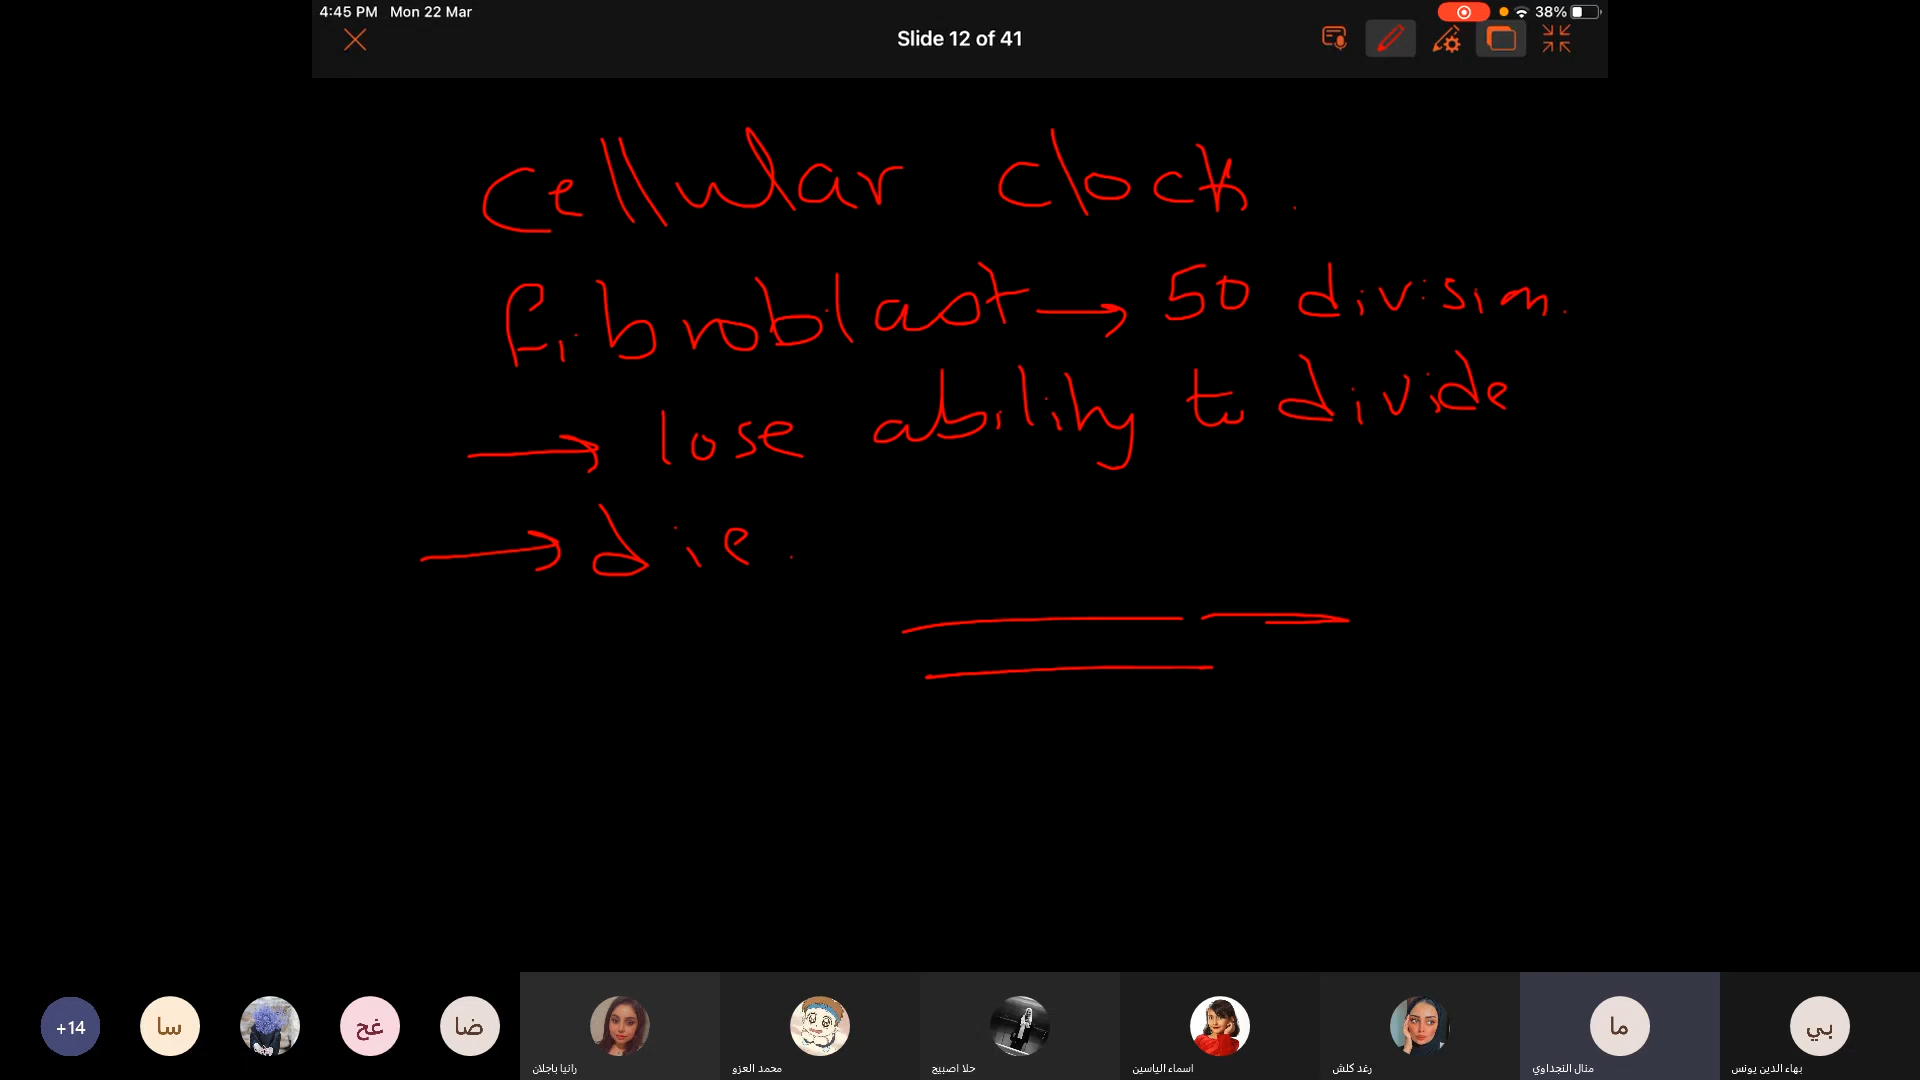 4:45 PM Mon 22 Mar
38%
Slide 12 of 41
Cellular clock.
fibroblast → 50 division.
→ lose ability to divide
→ die.
+14
سا
غح
ضا
ما
بي
رانيا باجلان
محمد العزو
حلا اصبيح
اسماء الياسين
رغد كلش
منال النجداوي
بهاء الدين يونس